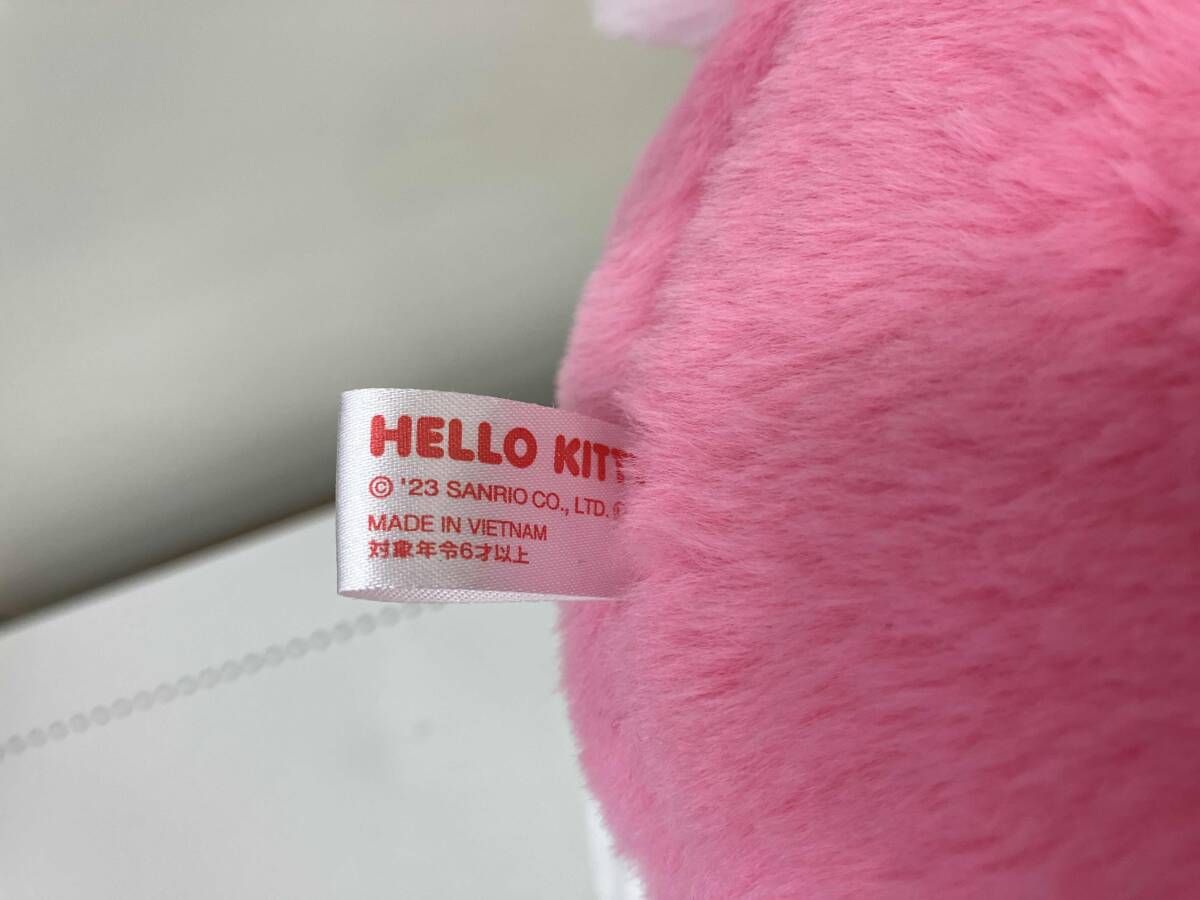 HELLO KITT
© '23 SANRIO CO., LTD.
MADE IN VIETNAM
対象年令6才以上